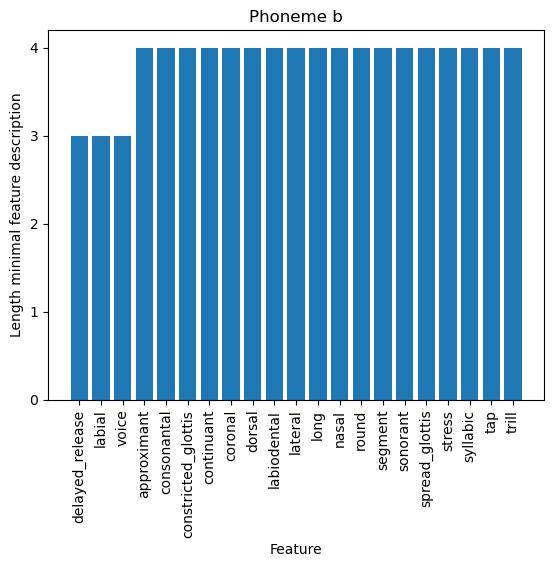 Phoneme b
Length minimal feature description
4
3
2
1
0
delayed_release
labial
voice
approximant
consonantal
constricted_glottis
continuant
coronal
dorsal
labiodental
lateral
long
nasal
round
segment
sonorant
spread_glottis
stress
syllabic
tap
trill
Feature